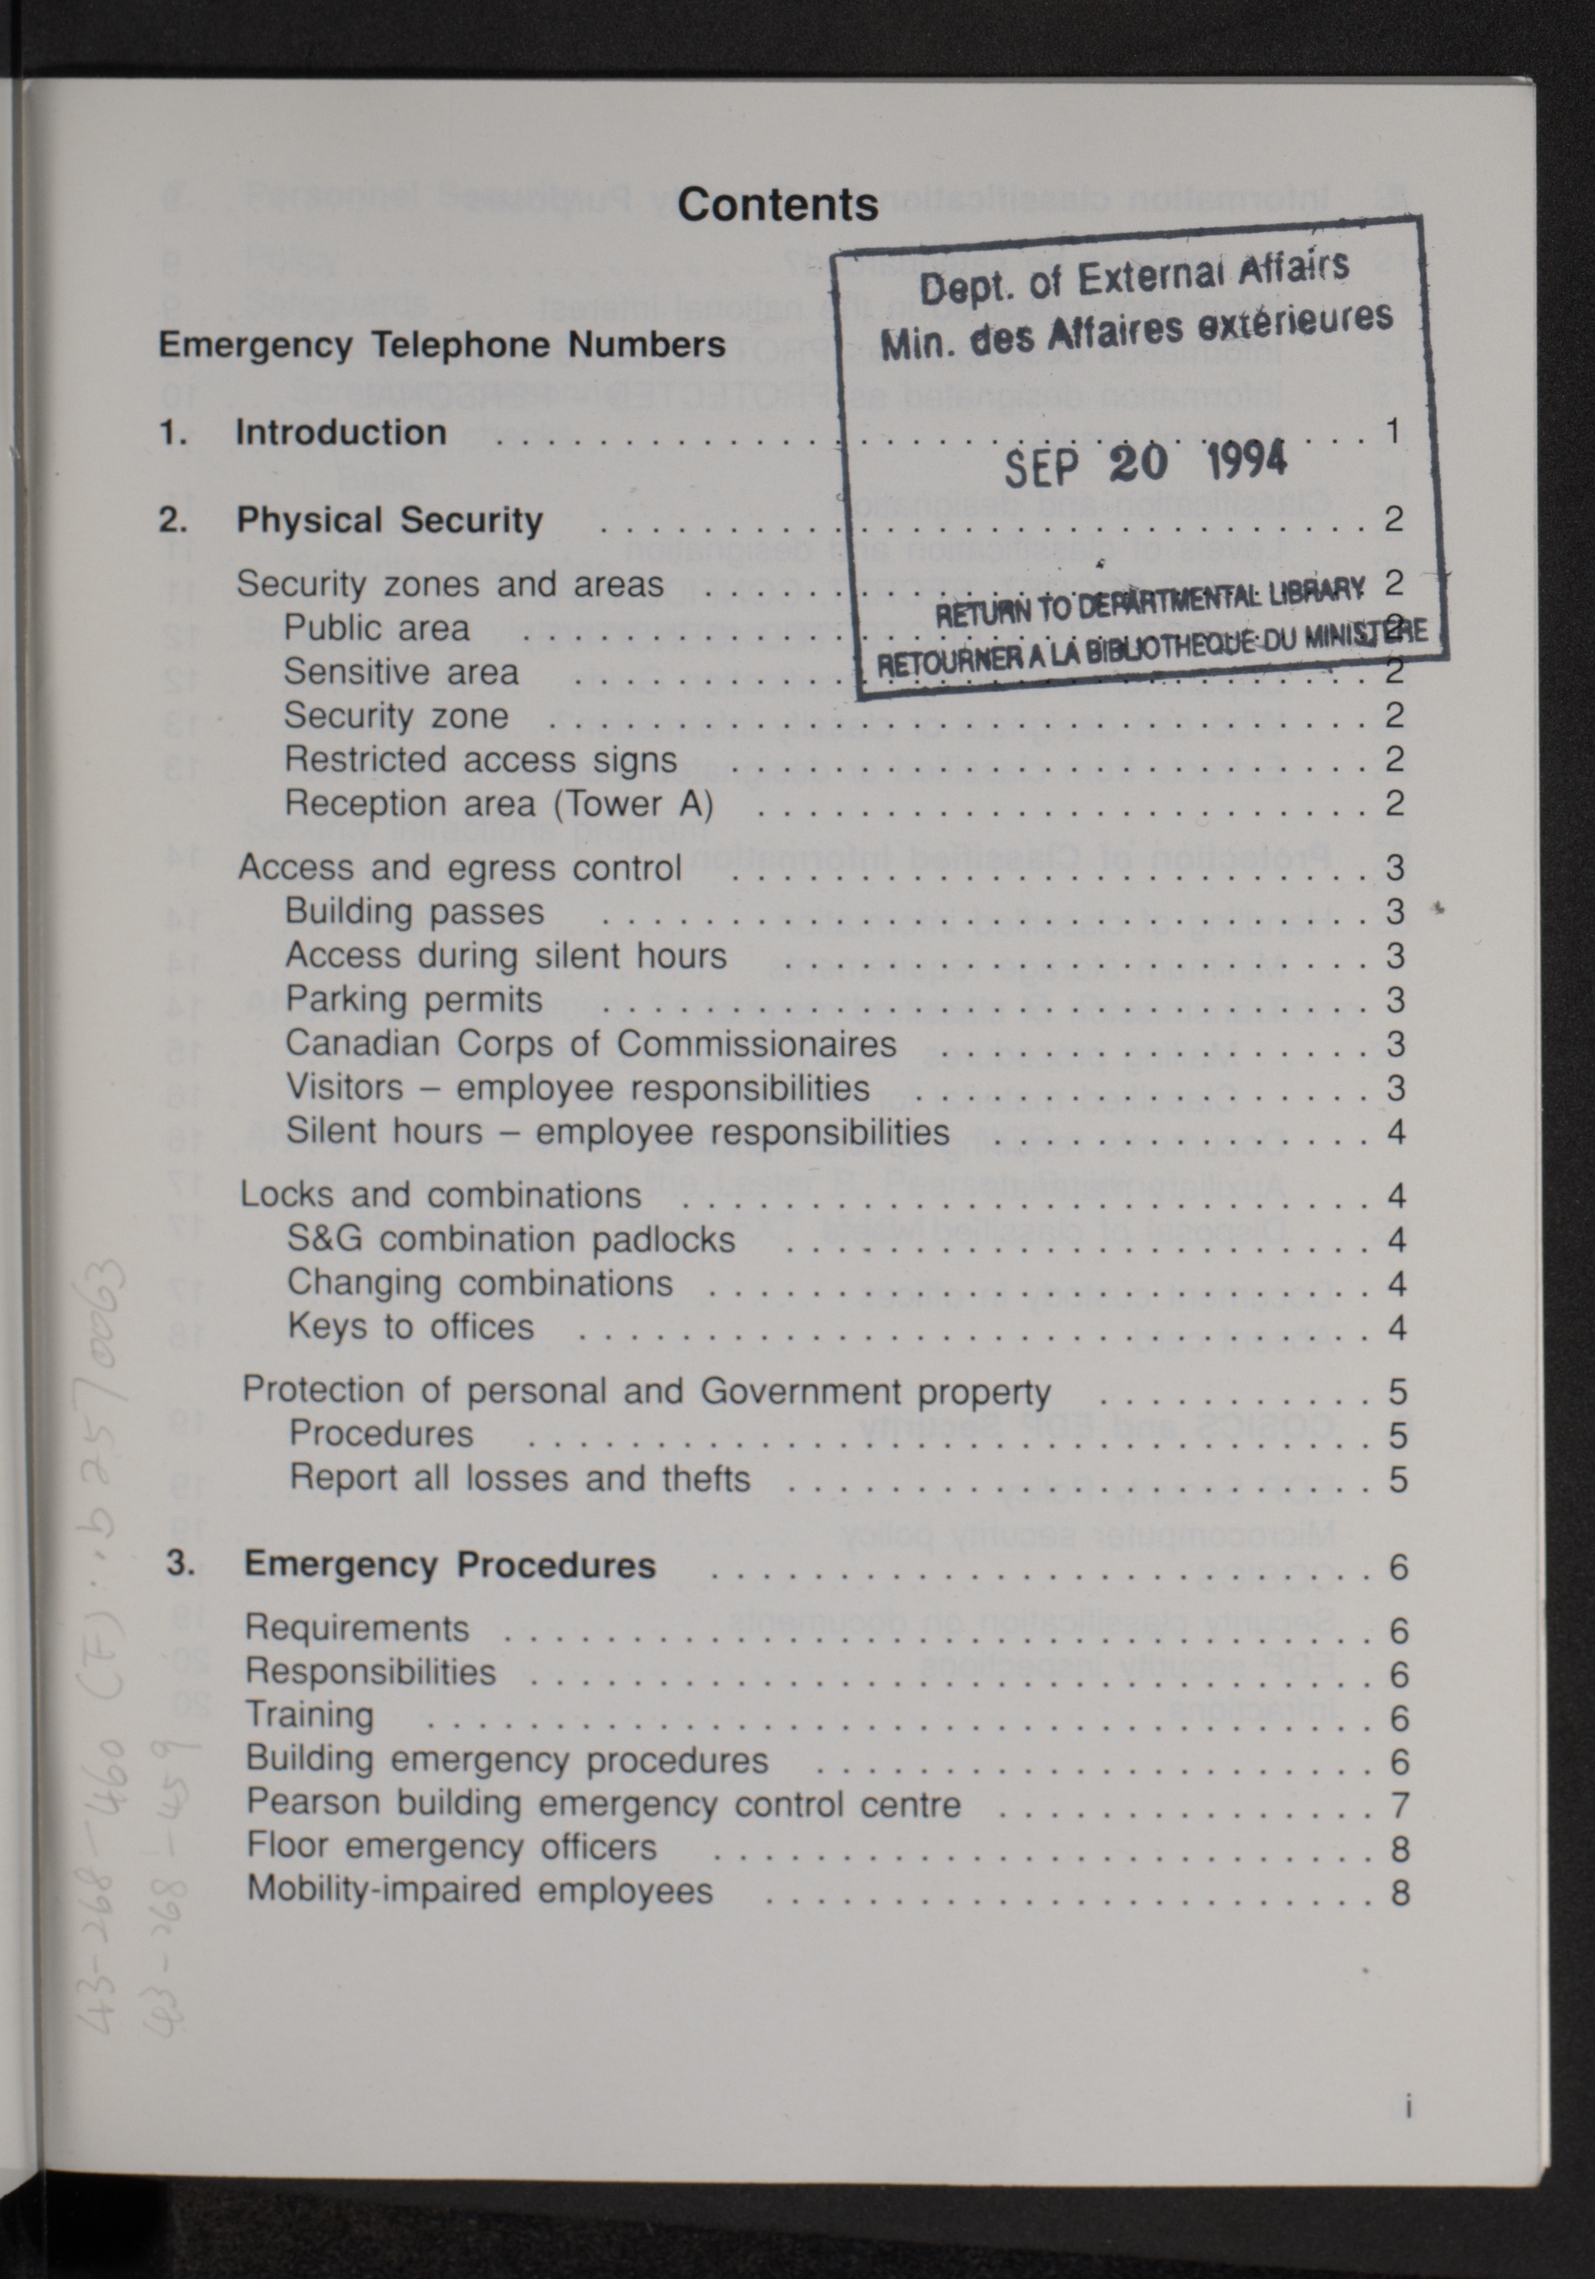 Contents
Dept. of External Affairs
Min. des Affaires extérieures
SEP 20 1994
RETURN TO DEPARTMENTAL LIBRARY
RETOURNER A LA BIBLIOTHEQUE DU MINISTERE
Emergency Telephone Numbers
1. Introduction . . . . . . . . . . 1
2. Physical Security . . . . . . . . . . 2
Security zones and areas . . . . . . . . . . 2
Public area . . . . . . . . . . 2
Sensitive area . . . . . . . . . . 2
Security zone . . . . . . . . . . 2
Restricted access signs . . . . . . . . . . 2
Reception area (Tower A) . . . . . . . . . . 2
Access and egress control . . . . . . . . . . 3
Building passes . . . . . . . . . . 3
Access during silent hours . . . . . . . . . . 3
Parking permits . . . . . . . . . . 3
Canadian Corps of Commissionaires . . . . . . . . . . 3
Visitors – employee responsibilities . . . . . . . . . . 3
Silent hours – employee responsibilities . . . . . . . . . . 4
Locks and combinations . . . . . . . . . . 4
S&G combination padlocks . . . . . . . . . . 4
Changing combinations . . . . . . . . . . 4
Keys to offices . . . . . . . . . . 4
Protection of personal and Government property . . . . . . . . . . 5
Procedures . . . . . . . . . . 5
Report all losses and thefts . . . . . . . . . . 5
3. Emergency Procedures . . . . . . . . . . 6
Requirements . . . . . . . . . . 6
Responsibilities . . . . . . . . . . 6
Training . . . . . . . . . . 6
Building emergency procedures . . . . . . . . . . 6
Pearson building emergency control centre . . . . . . . . . . 7
Floor emergency officers . . . . . . . . . . 8
Mobility-impaired employees . . . . . . . . . . 8
43-268-460 (E) : .b2570063
43-268-459
i